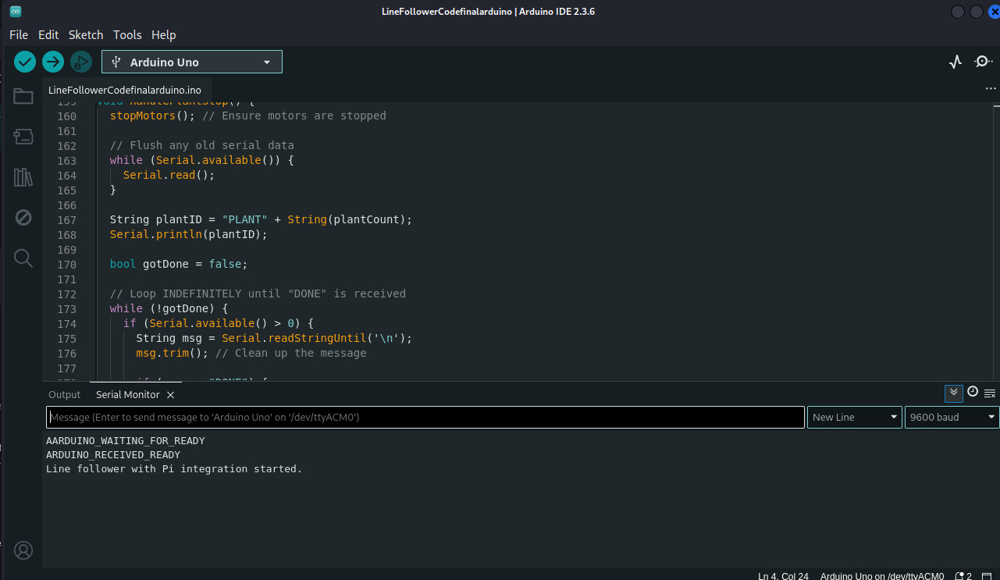 LineFollowerCodefinalarduino | Arduino IDE 2.3.6
File Edit Sketch Tools Help
Arduino Uno
LineFollowerCodefinalarduino.ino
159 void handlePlantStop() {
160 stopMotors(); // Ensure motors are stopped
161
162 // Flush any old serial data
163 while (Serial.available()) {
164 Serial.read();
165 }
166
167 String plantID = "PLANT" + String(plantCount);
168 Serial.println(plantID);
169
170 bool gotDone = false;
171
172 // Loop INDEFINITELY until "DONE" is received
173 while (!gotDone) {
174 if (Serial.available() > 0) {
175 String msg = Serial.readStringUntil('\n');
176 msg.trim(); // Clean up the message
177
Output Serial Monitor
Message (Enter to send message to 'Arduino Uno' on '/dev/ttyACM0')
New Line
9600 baud
AARDUINO_WAITING_FOR_READY
ARDUINO_RECEIVED_READY
Line follower with Pi integration started.
Ln 4, Col 24 Arduino Uno on /dev/ttyACM0 2